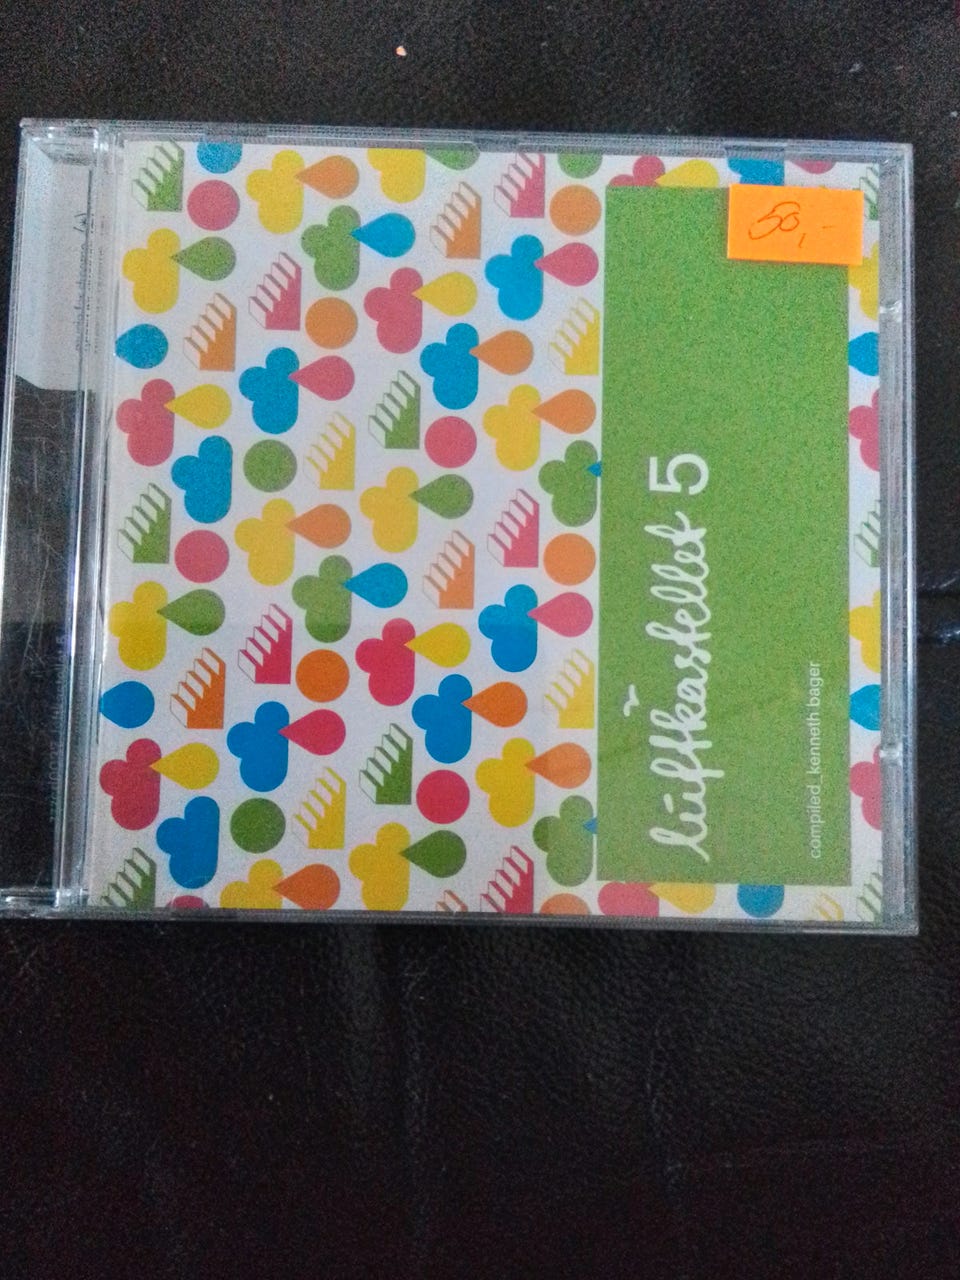 luftkastellet 5
compiled_kenneth bager
50,-